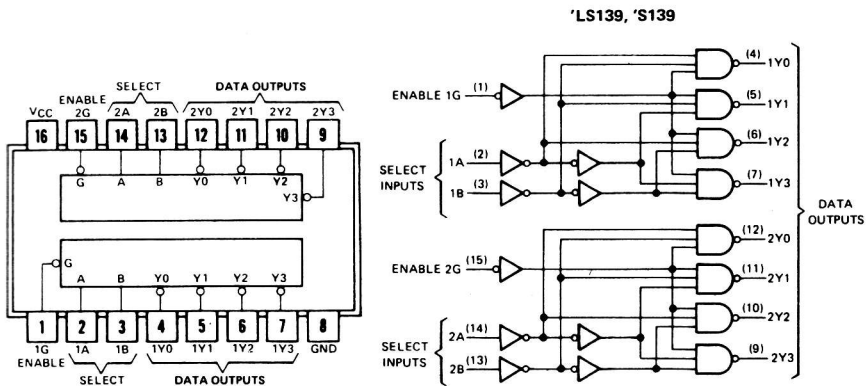 'LS139, 'S139
SELECT DATA OUTPUTS
ENABLE
VCC 2G 2A 2B 2Y0 2Y1 2Y2 2Y3
16 15 14 13 12 11 10 9
G A B Y0 Y1 Y2
Y3
G
A B Y0 Y1 Y2 Y3
1 2 3 4 5 6 7 8
1G 1A 1B 1Y0 1Y1 1Y2 1Y3 GND
ENABLE
SELECT DATA OUTPUTS
(4) 1Y0
ENABLE 1G (1)
(5) 1Y1
(6) 1Y2
SELECT INPUTS
1A (2)
1B (3)
(7) 1Y3
DATA OUTPUTS
(12) 2Y0
ENABLE 2G (15)
(11) 2Y1
(10) 2Y2
SELECT INPUTS
2A (14)
2B (13)
(9) 2Y3